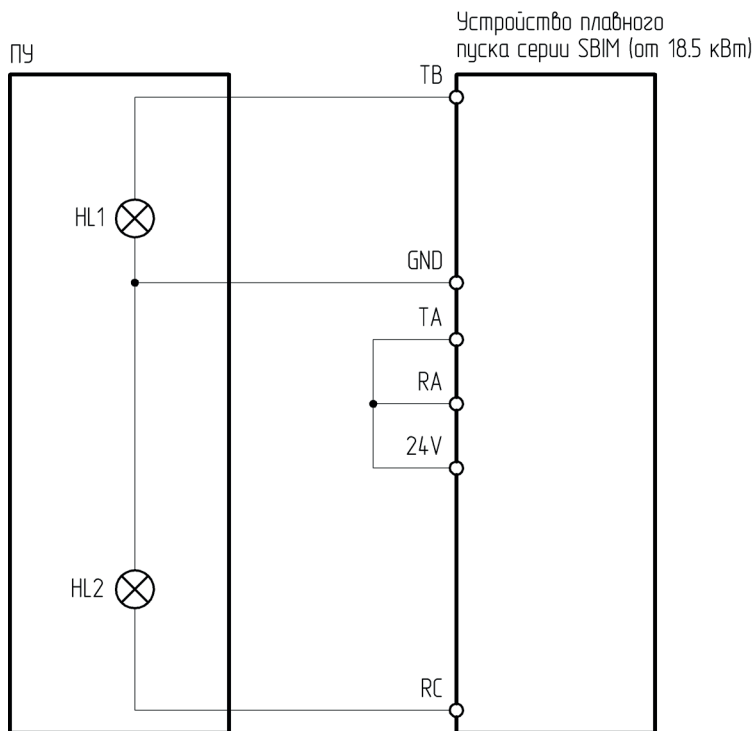 Устройство плавного
пуска серии SBIM (от 18.5 кВт)
ПУ
TB
HL1
GND
TA
RA
24V
HL2
RC